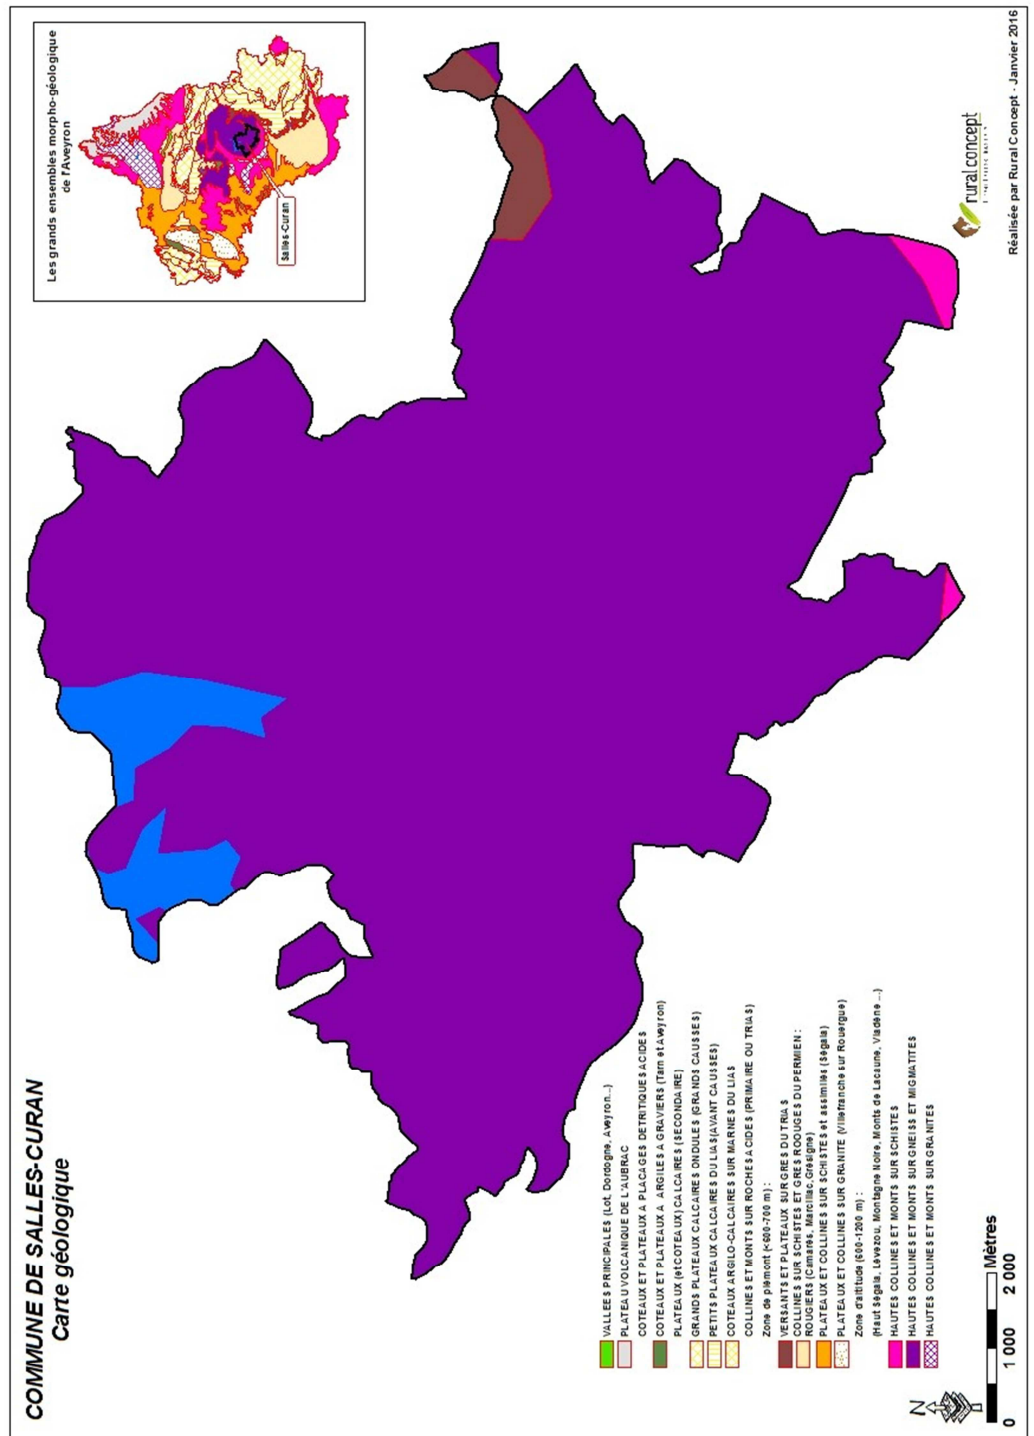 COMMUNE DE SALLES-CURAN
Carte géologique
Les grands ensembles morpho-géologique
de l'Aveyron
Salles-Curan
VALLEES PRINCIPALES (Lot, Dordogne, Aveyron...)
PLATEAU VOLCANIQUE DE L'AUBRAC
COTEAUX ET PLATEAUX A PLACAGES DETRITIQUES ACIDES
COTEAUX ET PLATEAUX A ARGILES A GRAVIERS (Tarn et Aveyron)
PLATEAUX (et COTEAUX) CALCAIRES (SECONDAIRE)
GRANDS PLATEAUX CALCAIRES ONDULES (GRANDS CAUSSES)
PETITS PLATEAUX CALCAIRES DU LIAS (AVANT CAUSSES)
COTEAUX ARGILO-CALCAIRES SUR MARNES DU LIAS
COLLINES ET MONTS SUR ROCHES ACIDES (PRIMAIRE OU TRIAS)
Zone de piémont (<600-700 m) :
VERSANTS ET PLATEAUX SUR GRES DU TRIAS
COLLINES SUR SCHISTES ET GRES ROOUGES DU PERMIEN :
ROUGIERS (Camarès, Marcillac, Grésigne)
PLATEAUX ET COLLINES SUR SCHISTES et assimilés (Ségala)
PLATEAUX ET COLLINES SUR GRANITE (Villefranche sur Rouergue)
Zone d'altitude (600-1200 m) :
(Haut Ségala, Lévezou, Montagne Noire, Monts de Lacaune, Viadène ...)
HAUTES COLLINES ET MONTS SUR SCHISTES
HAUTES COLLINES ET MONTS SUR GNEISS ET MIGMATITES
HAUTES COLLINES ET MONTS SUR GRANITES
N
0 1 000 2 000
Mètres
rural concept
Réalisée par Rural Concept - Janvier 2016